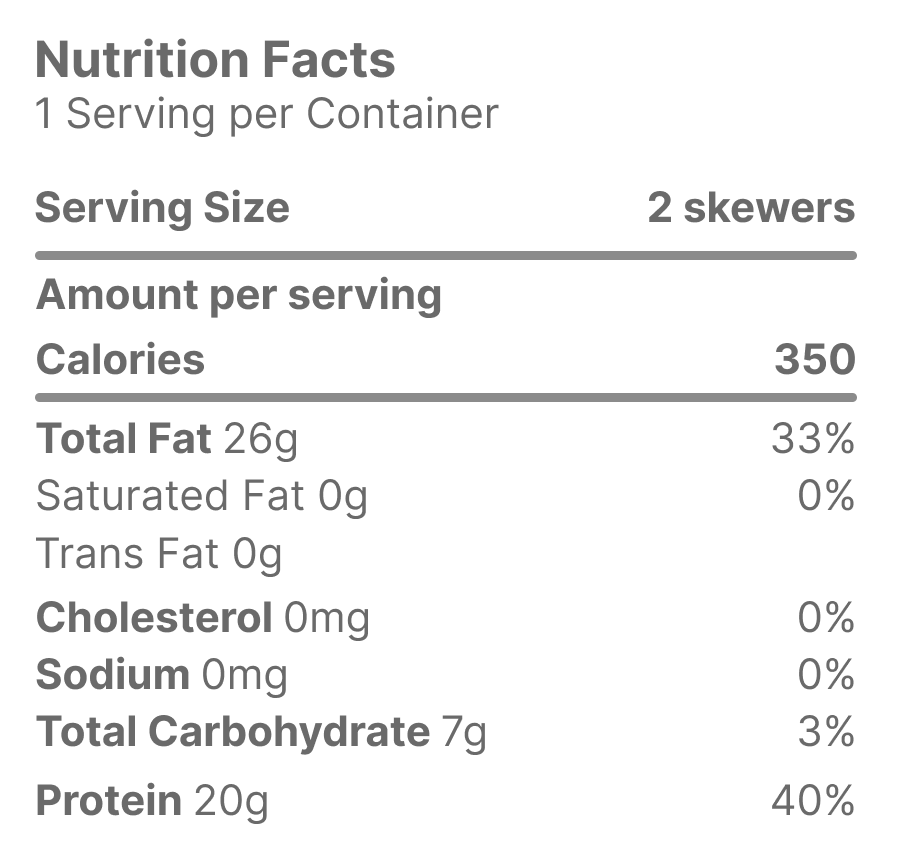 Nutrition Facts
1 Serving per Container
Serving Size 2 skewers
Amount per serving
Calories 350
Total Fat 26g 33%
Saturated Fat 0g 0%
Trans Fat 0g
Cholesterol 0mg 0%
Sodium 0mg 0%
Total Carbohydrate 7g 3%
Protein 20g 40%